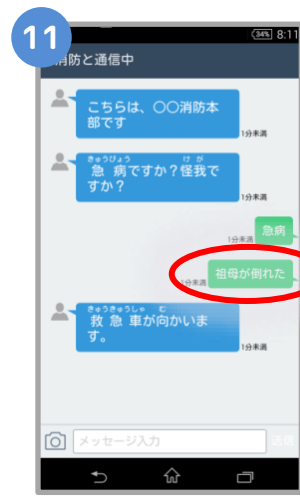 11
34% 8:11
消防と通信中
こちらは、〇〇消防本
部です
1分未満
きゅうびょう けが
急病ですか？怪我で
すか？
1分未満
急病
1分未満
祖母が倒れた
1分未満
きゅうきゅうしゃ む
救急車が向かいま
す。
1分未満
メッセージ入力
送信